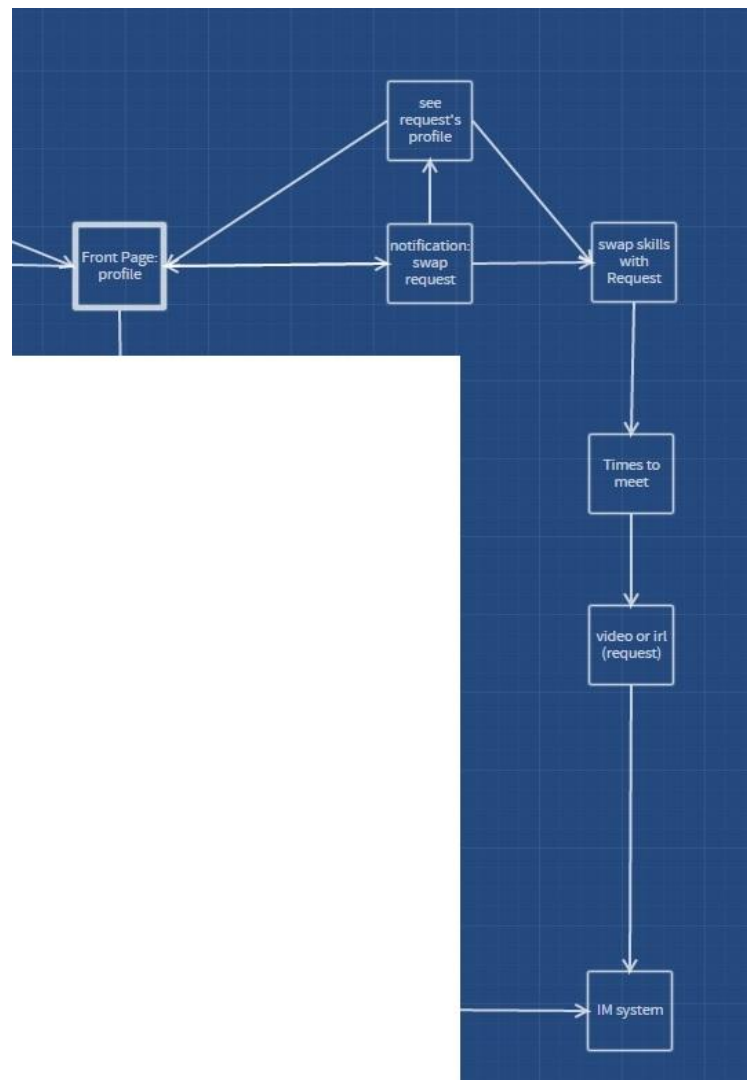 see
request's
profile
Front Page:
profile
notification:
swap
request
swap skills
with
Request
Times to
meet
video or irl
(request)
IM system